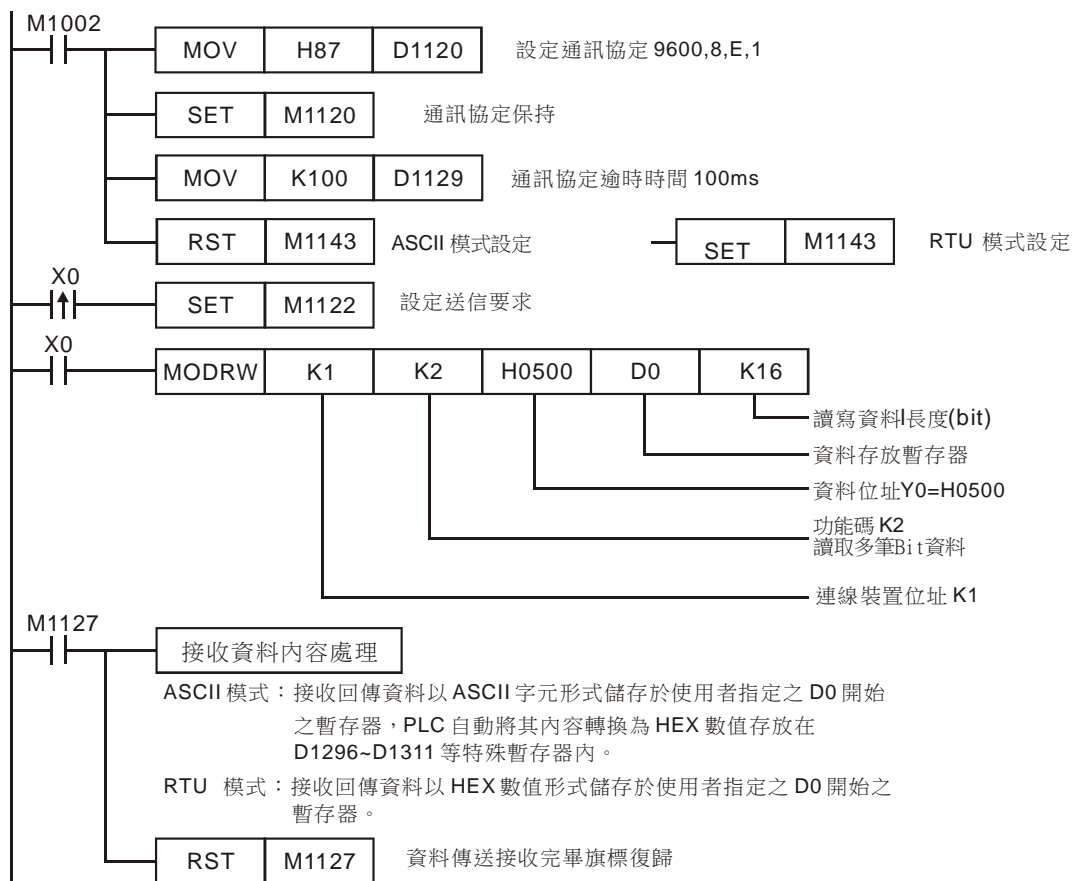 M1002
MOV H87 D1120 設定通訊協定 9600,8,E,1
SET M1120 通訊協定保持
MOV K100 D1129 通訊協定逾時時間 100ms
RST M1143 ASCII 模式設定 SET M1143 RTU 模式設定
X0
SET M1122 設定送信要求
X0
MODRW K1 K2 H0500 D0 K16
讀寫資料l長度(bit)
資料存放暫存器
資料位址Y0=H0500
功能碼 K2
讀取多筆Bit資料
連線裝置位址 K1
M1127
接收資料內容處理
ASCII 模式：接收回傳資料以 ASCII 字元形式儲存於使用者指定之 D0 開始
之暫存器，PLC 自動將其內容轉換為 HEX 數值存放在
D1296~D1311 等特殊暫存器內。
RTU 模式：接收回傳資料以 HEX 數值形式儲存於使用者指定之 D0 開始之
暫存器。
RST M1127 資料傳送接收完畢旗標復歸